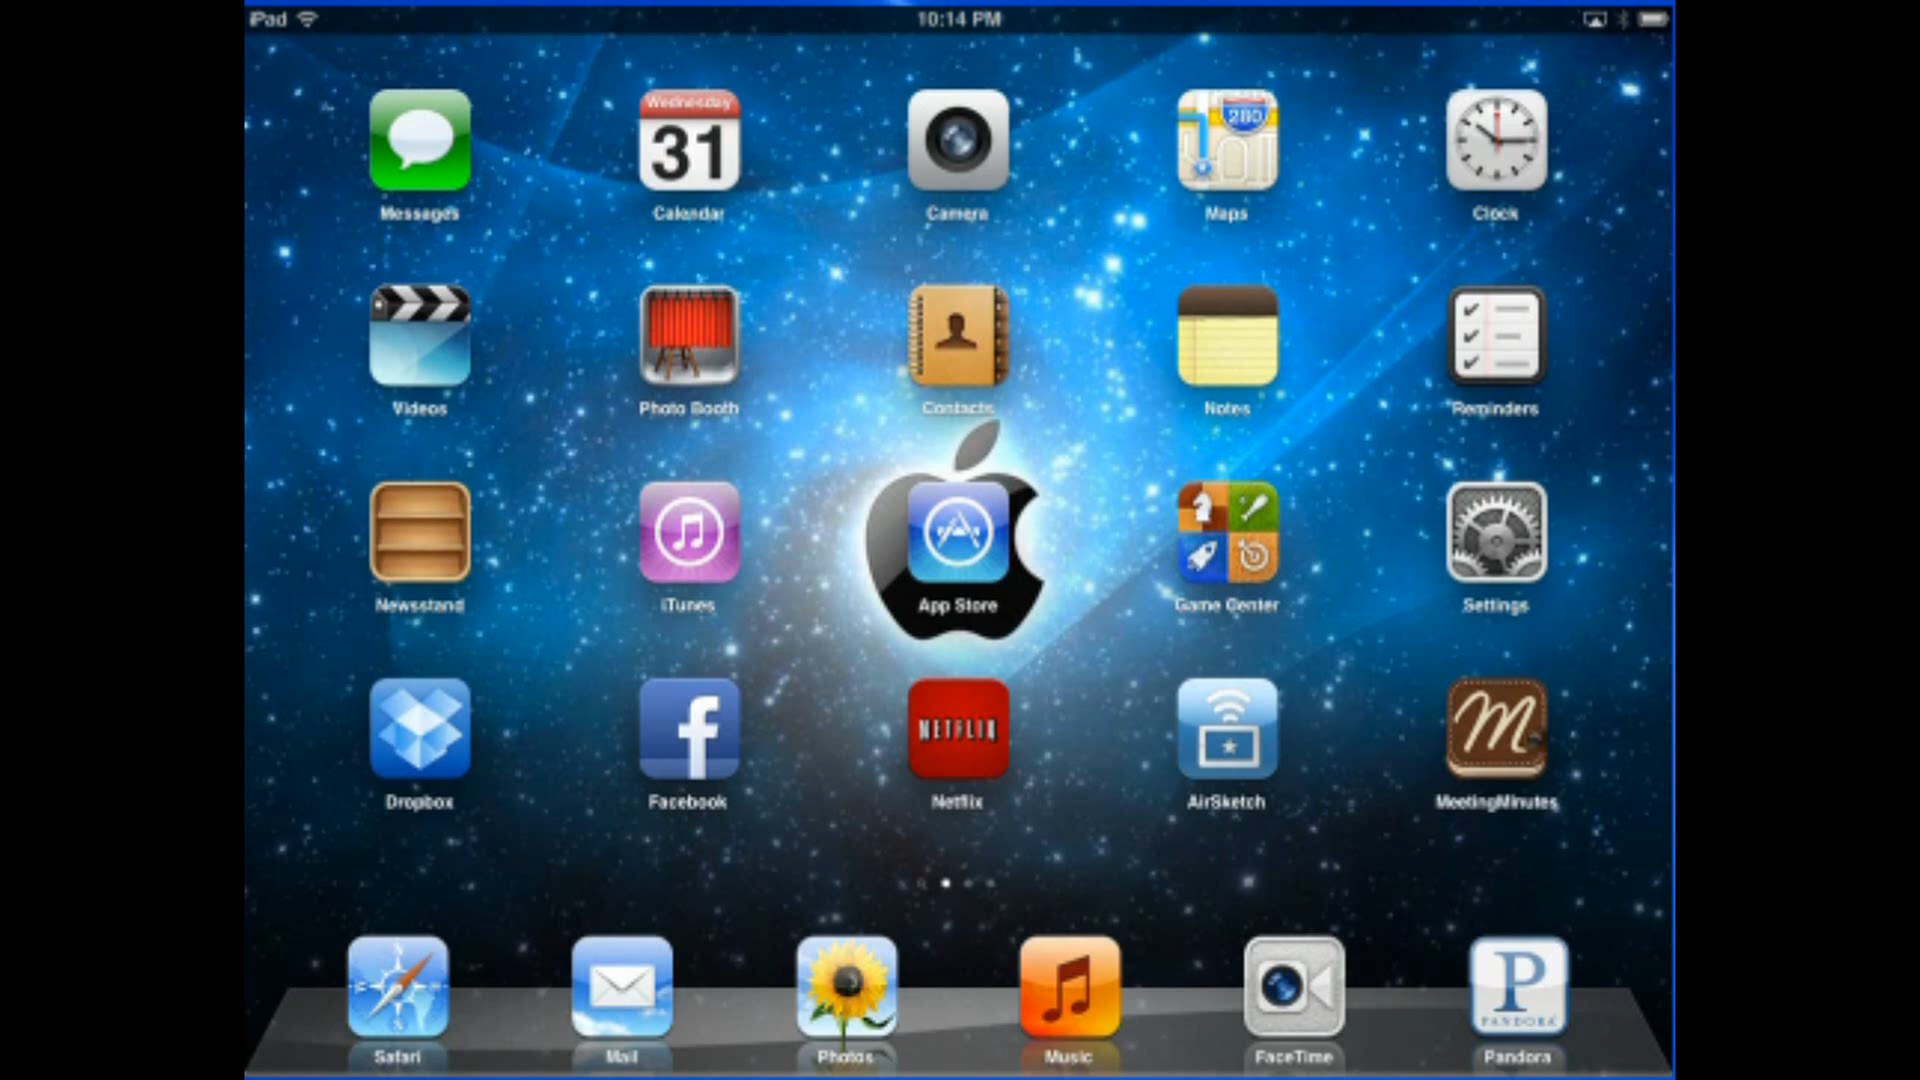 iPad 10:14 PM
Wednesday
31 280
Messages Calendar Camera Maps Clock
Videos Photo Booth Contacts Notes Reminders
Newsstand iTunes App Store Game Center Settings
NETFLIX
Dropbox Facebook Netflix AirSketch MeetingMinutes
PANDORA
Safari Mail Photos Music FaceTime Pandora